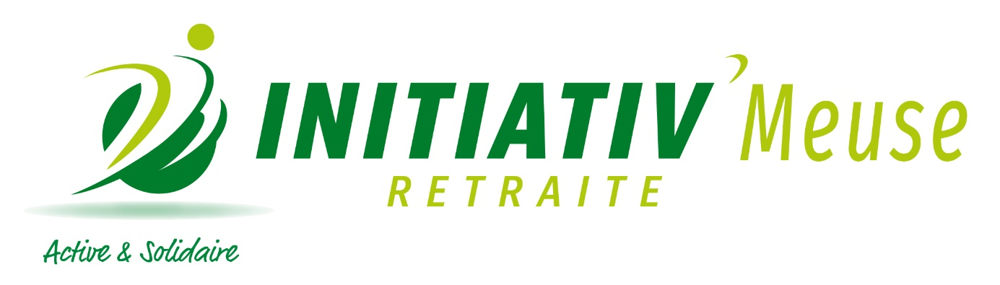 INITIATIV'Meuse
RETRAITE
Active & Solidaire